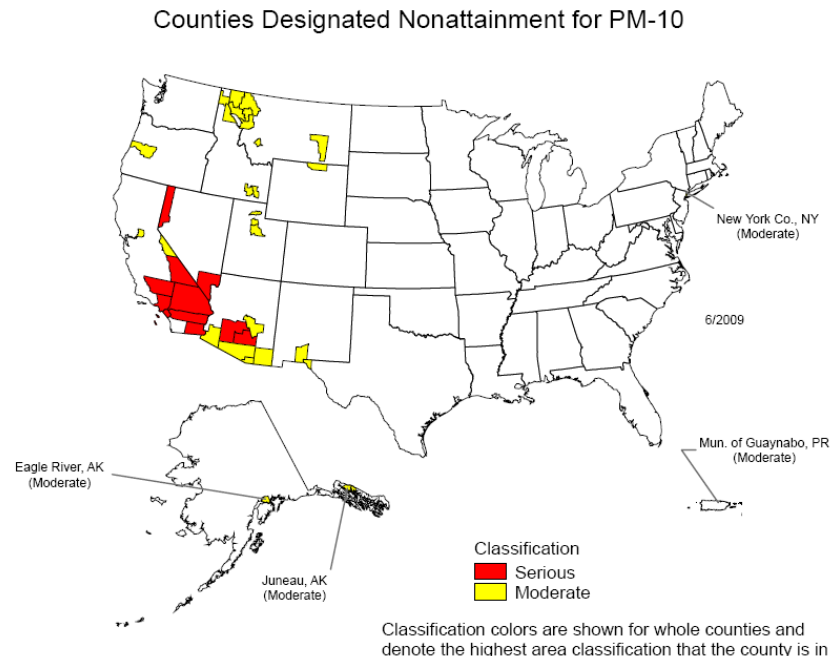 Counties Designated Nonattainment for PM-10
New York Co., NY
(Moderate)
6/2009
Mun. of Guaynabo, PR
(Moderate)
Eagle River, AK
(Moderate)
Juneau, AK
(Moderate)
Classification
Serious
Moderate
Classification colors are shown for whole counties and
denote the highest area classification that the county is in